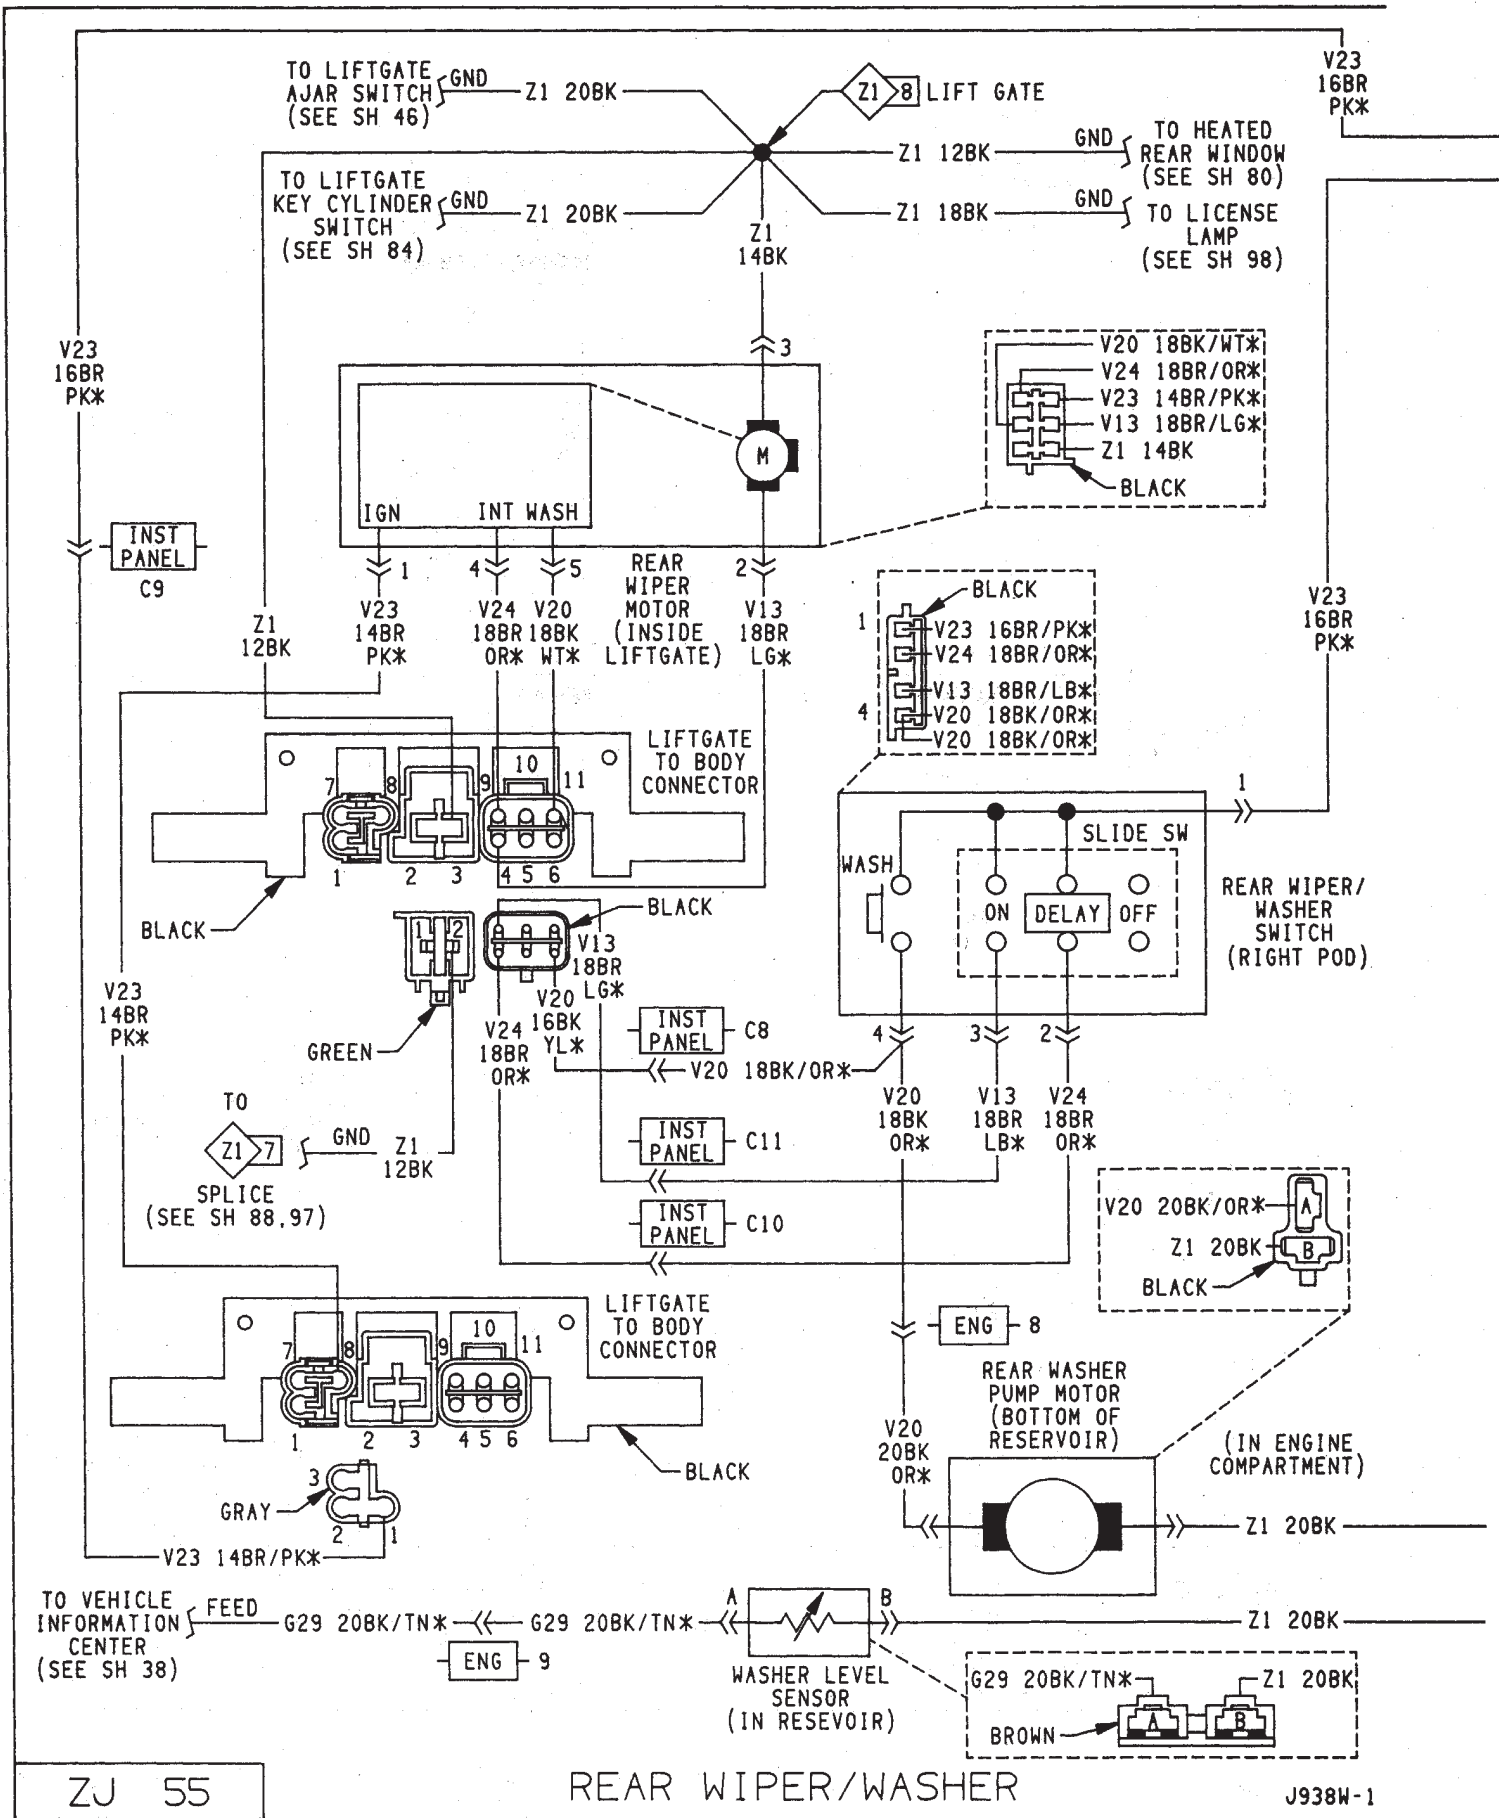 V23
16BR
PK*
TO LIFTGATE
AJAR SWITCH
(SEE SH 46)
GND
Z1 20BK
Z1 8 LIFT GATE
Z1 12BK
GND
TO HEATED
REAR WINDOW
(SEE SH 80)
TO LIFTGATE
KEY CYLINDER
SWITCH
(SEE SH 84)
GND
Z1 20BK
Z1
14BK
Z1 18BK
GND
TO LICENSE
LAMP
(SEE SH 98)
3
V23
16BR
PK*
V20 18BK/WT*
V24 18BR/OR*
V23 14BR/PK*
V13 18BR/LG*
Z1 14BK
BLACK
M
IGN
INT WASH
INST
PANEL
C9
1
4
5
2
REAR
WIPER
MOTOR
(INSIDE
LIFTGATE)
Z1
12BK
V23
14BR
PK*
V24
18BR
OR*
V20
18BK
WT*
V13
18BR
LG*
BLACK
1
V23 16BR/PK*
V24 18BR/OR*
V13 18BR/LB*
4
V20 18BK/OR*
V20 18BK/OR*
V23
16BR
PK*
LIFTGATE
TO BODY
CONNECTOR
7
8
9
10
11
1
2
3
4
5
6
BLACK
1
SLIDE SW
WASH
ON
DELAY
OFF
REAR WIPER/
WASHER
SWITCH
(RIGHT POD)
4
3
2
BLACK
1
2
GREEN
V13
18BR
LG*
V20
16BK
YL*
V24
18BR
OR*
V23
14BR
PK*
INST
PANEL
C8
V20 18BK/OR*
V20
18BK
OR*
V13
18BR
LB*
V24
18BR
OR*
TO
Z1 7
GND
Z1
12BK
SPLICE
(SEE SH 88,97)
INST
PANEL
C11
INST
PANEL
C10
V20 20BK/OR*
A
Z1 20BK
B
BLACK
LIFTGATE
TO BODY
CONNECTOR
7
8
9
10
11
1
2
3
4
5
6
BLACK
ENG
8
REAR WASHER
PUMP MOTOR
(BOTTOM OF
RESERVOIR)
V20
20BK
OR*
(IN ENGINE
COMPARTMENT)
Z1 20BK
3
GRAY
2
1
V23 14BR/PK*
TO VEHICLE
INFORMATION
CENTER
(SEE SH 38)
FEED
G29 20BK/TN*
G29 20BK/TN*
ENG
9
A
B
Z1 20BK
WASHER LEVEL
SENSOR
(IN RESEVOIR)
G29 20BK/TN*
Z1 20BK
BROWN
A
B
ZJ 55
REAR WIPER/WASHER
J938W-1